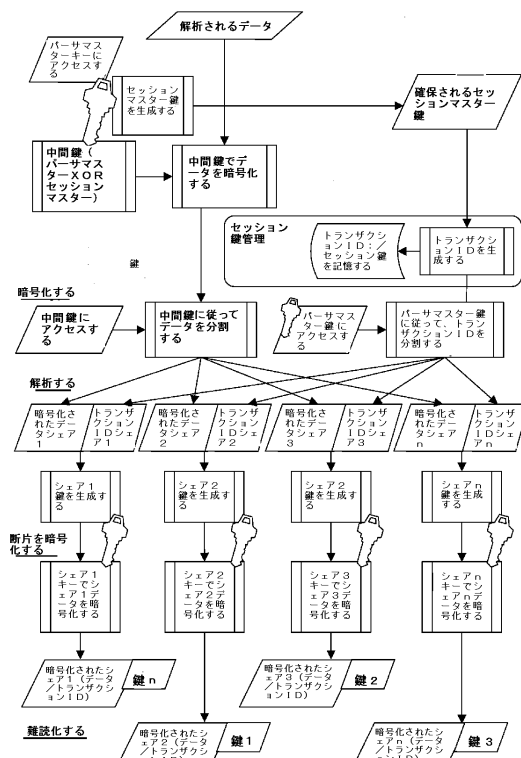 解析されるデータ
パーサマス
ターキーに
アクセスす
る
セッション
マスター鍵
を生成する
確保されるセッ
ションマスター
鍵
中間鍵(
パーサマス
ターXOR
セッション
マスター)
中間鍵でデ
ータを暗号化
する
セッション
鍵管理
トランザクシ
ョンID:/
セッション鍵
を記憶する
トランザクシ
ョンIDを生
成する
鍵
暗号化する
中間鍵に
アクセスす
る
中間鍵に従って
データを分割
する
パーサマス
ター鍵に
アクセスす
る
パーサマスター鍵
に従って、トラン
ザクションIDを
分割する
解析する
暗号化さ
れたデー
タシェア
1
トランザ
クション
IDシェ
ア1
暗号化さ
れたデー
タシェア
2
トランザ
クション
IDシェ
ア2
暗号化さ
れたデー
タシェア
3
トランザ
クション
IDシェ
ア3
暗号化さ
れたデー
タシェア
n
トランザ
クション
IDシェ
アn
シェア1
鍵を生成す
る
シェア2
鍵を生成す
る
シェア2
鍵を生成す
る
シェアn
鍵を生成す
る
断片を暗号
化する
シェア1
キーでシ
ェア1デ
ータを暗
号化する
シェア2
キーでシ
ェア2デ
ータを暗
号化する
シェア3
キーでシ
ェア3デ
ータを暗
号化する
シェアn
キーでシ
ェアnデ
ータを暗
号化する
暗号化されたシ
ェア1(データ
/トランザクシ
ョンID)
鍵n
暗号化されたシ
ェア3(データ
/トランザクシ
ョンID)
鍵2
難読化する
暗号化されたシ
ェア2(データ
/トランザクシ
鍵1
暗号化されたシ
ェアn(データ
/トランザクシ
鍵3